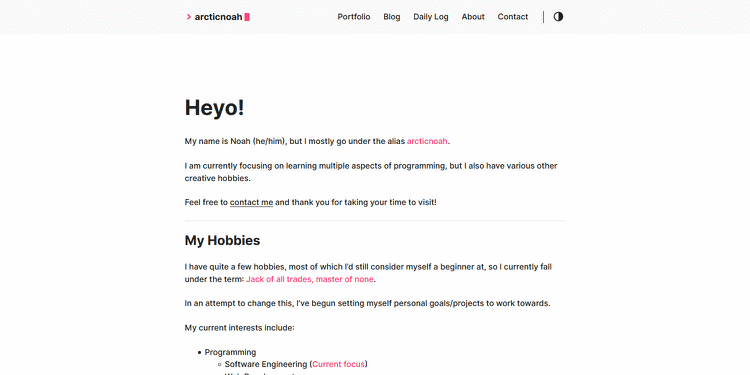 > arcticnoah
Portfolio Blog Daily Log About Contact
Heyo!
My name is Noah (he/him), but I mostly go under the alias arcticnoah.
I am currently focusing on learning multiple aspects of programming, but I also have various other
creative hobbies.
Feel free to contact me and thank you for taking your time to visit!
My Hobbies
I have quite a few hobbies, most of which I'd still consider myself a beginner at, so I currently fall
under the term: Jack of all trades, master of none.
In an attempt to change this, I've begun setting myself personal goals/projects to work towards.
My current interests include:
Programming
Software Engineering (Current focus)